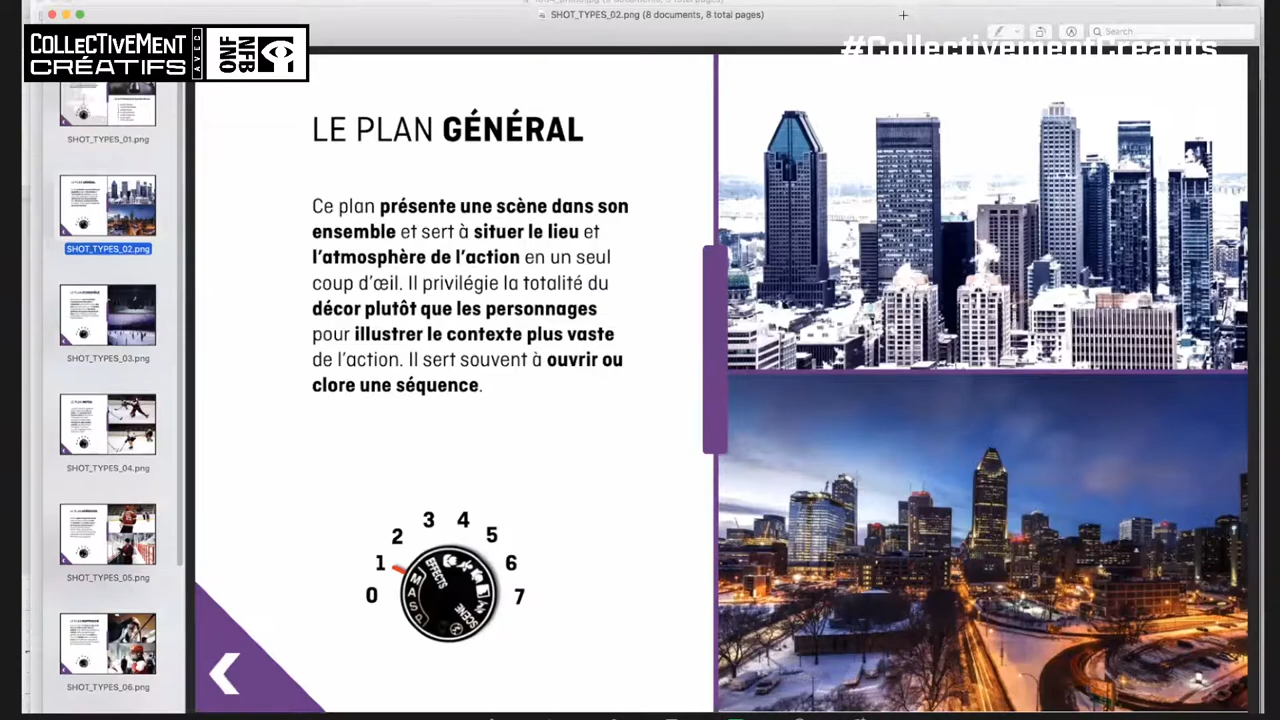 SHOT_TYPES_02.png (8 documents, 8 total pages)
Search
COLLECTIVEMENT
CRÉATIFS
AVEC
ONF
NFB
#CollectivementCréatifs
SHOT_TYPES_01.png
SHOT_TYPES_02.png
SHOT_TYPES_03.png
SHOT_TYPES_04.png
SHOT_TYPES_05.png
SHOT_TYPES_06.png
LE PLAN GÉNÉRAL
Ce plan présente une scène dans son
ensemble et sert à situer le lieu et
l'atmosphère de l'action en un seul
coup d'œil. Il privilégie la totalité du
décor plutôt que les personnages
pour illustrer le contexte plus vaste
de l'action. Il sert souvent à ouvrir ou
clore une séquence.
0
1
2
3
4
5
6
7
EFFECTS
M
A
S
P
SCENE